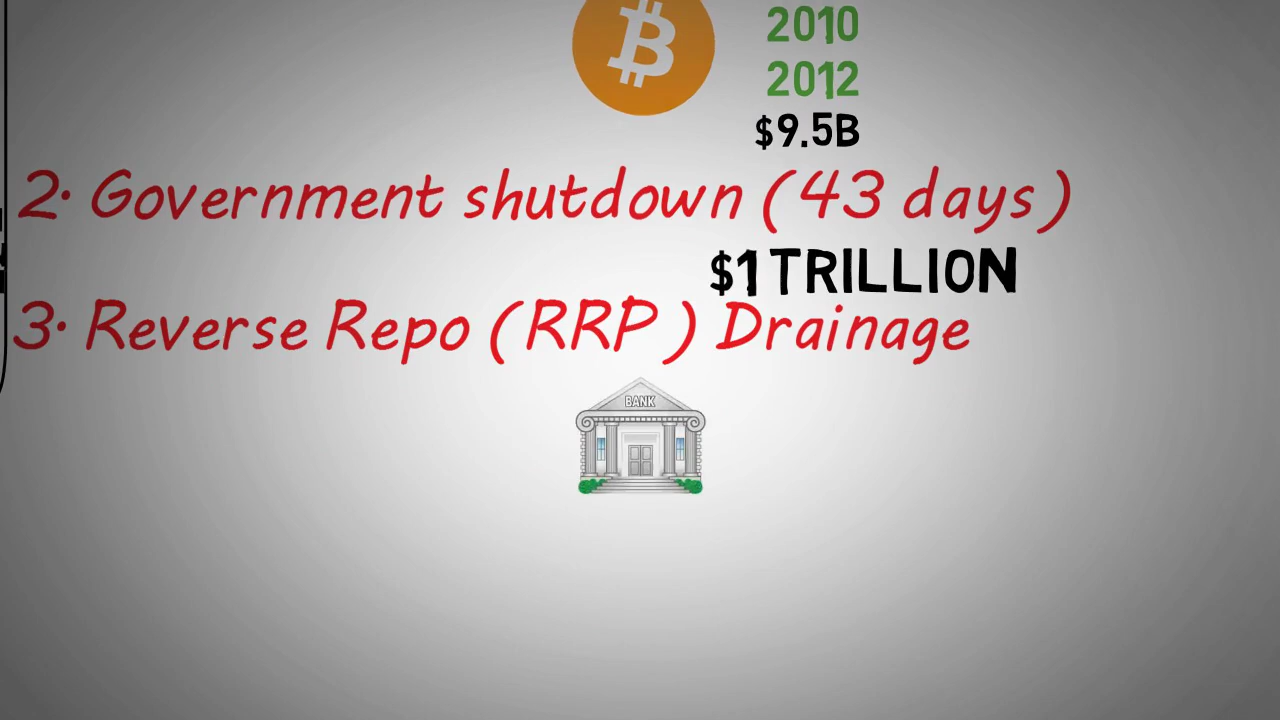 2010
2012
$9.5B
2. Government shutdown (43 days)
$1 TRILLION
3. Reverse Repo (RRP) Drainage
BANK